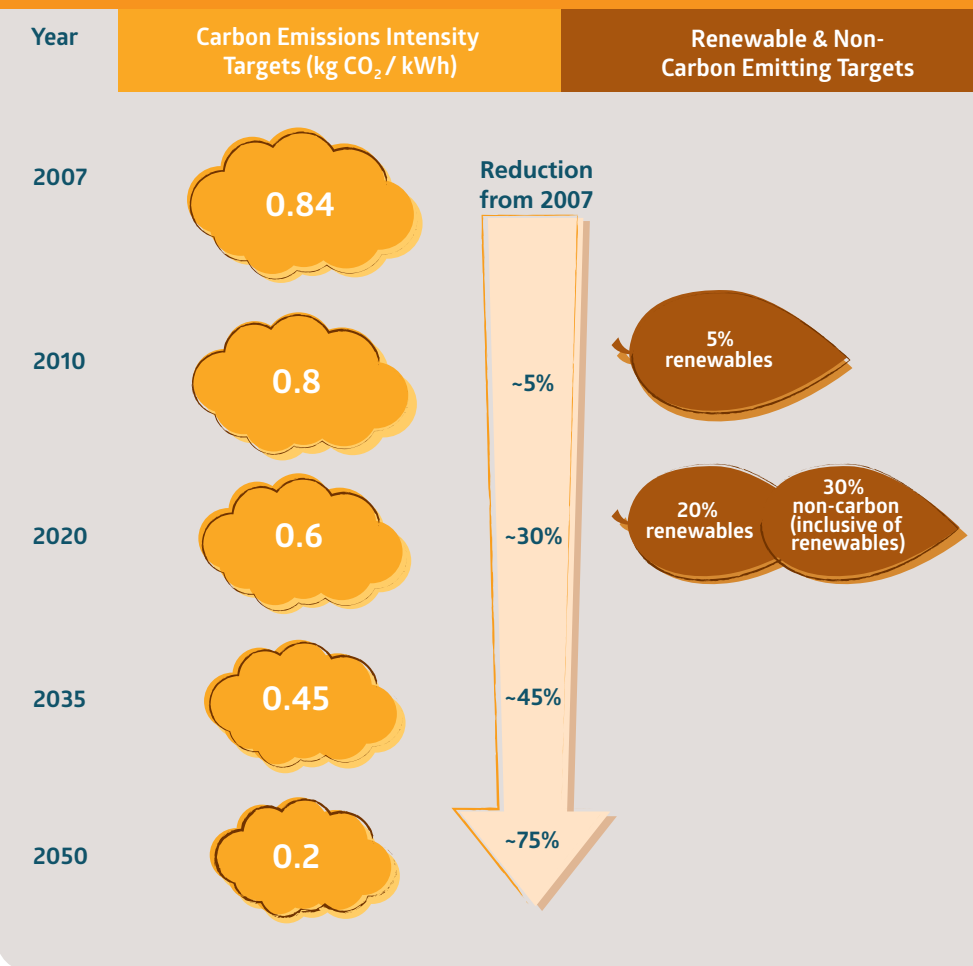 Year
Carbon Emissions Intensity
Targets (kg CO₂ / kWh)
Renewable & Non-
Carbon Emitting Targets
2007
0.84
Reduction
from 2007
2010
0.8
~5%
5%
renewables
2020
0.6
~30%
20%
renewables
30%
non-carbon
(inclusive of
renewables)
2035
0.45
~45%
2050
0.2
~75%